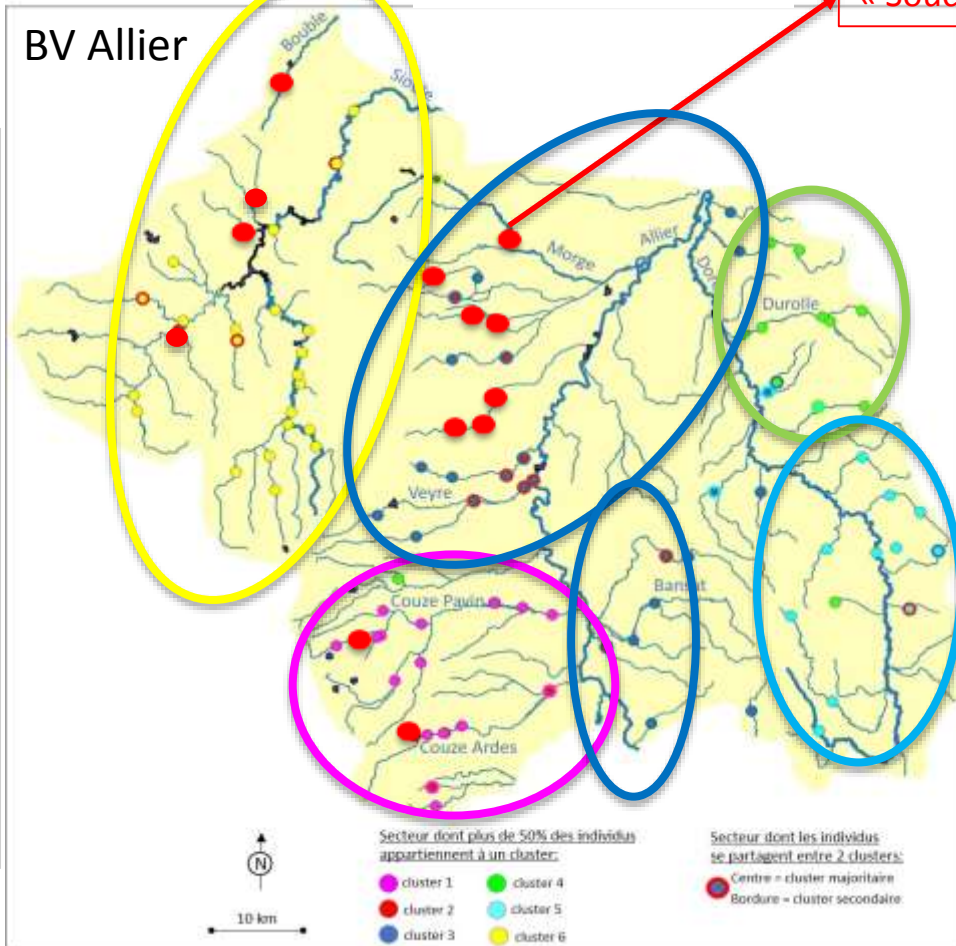 « Soud
BV Allier
Bouble
Sioule
Allier
Morge
Dore
Durolle
Veyre
Couze Pavin
Bansat
Couze Ardes
N
10 km
Secteur dont plus de 50% des individus
appartiennent à un cluster:
cluster 1
cluster 4
cluster 2
cluster 5
cluster 3
cluster 6
Secteur dont les individus
se partagent entre 2 clusters:
Centre = cluster majoritaire
Bordure = cluster secondaire